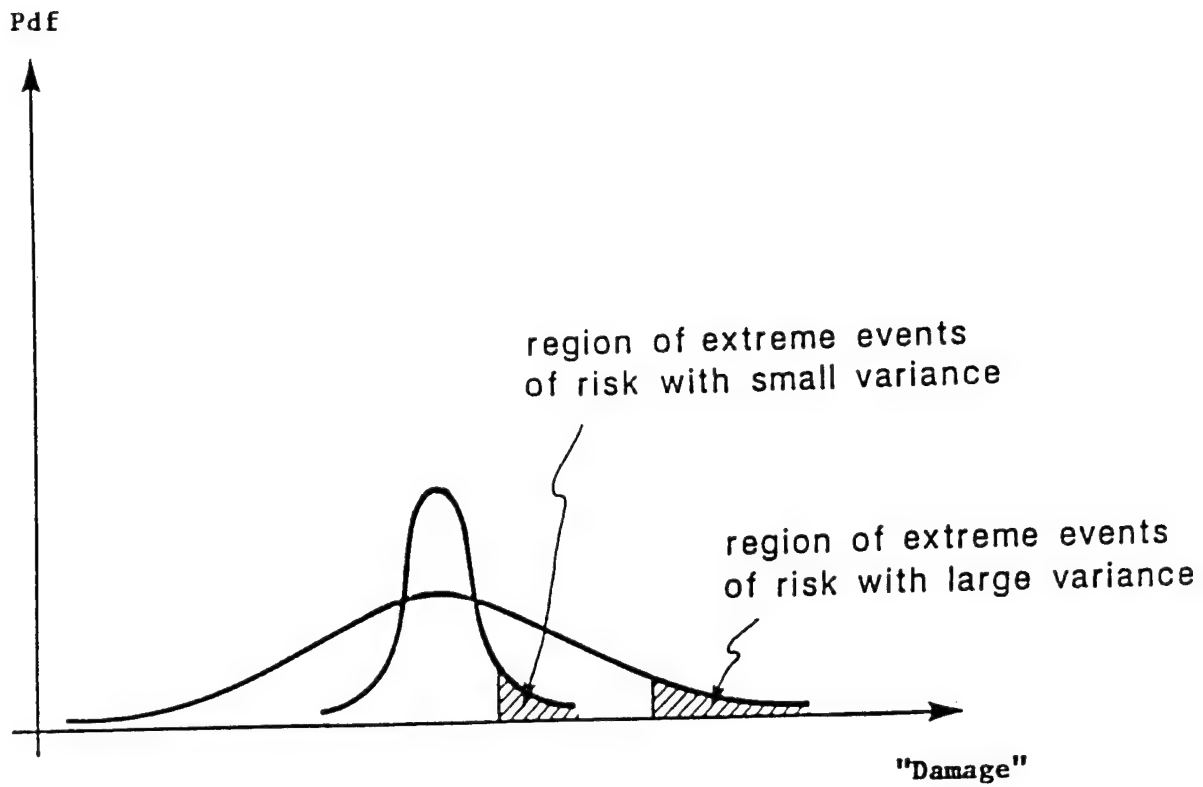 Pdf
region of extreme events
of risk with small variance
region of extreme events
of risk with large variance
"Damage"